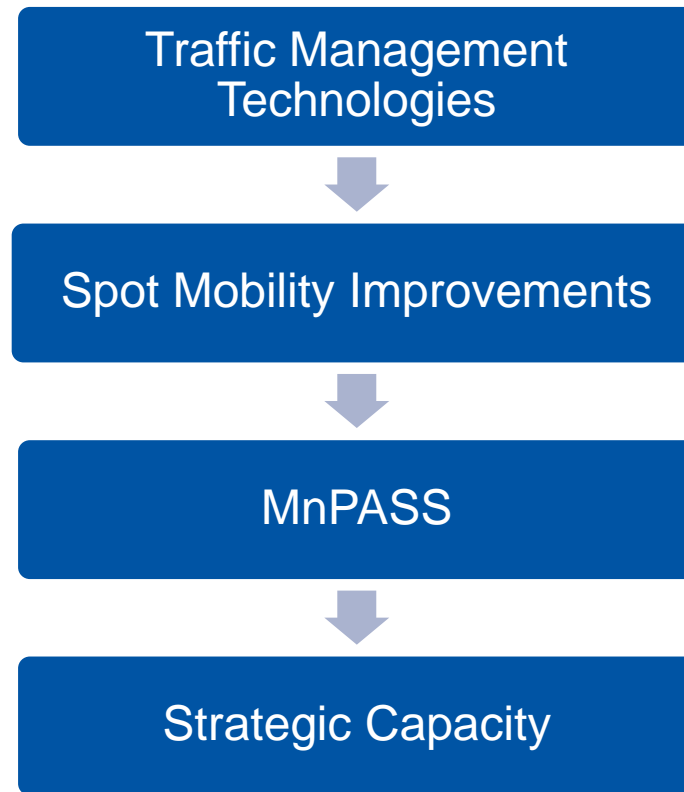 Traffic Management
Technologies
Spot Mobility Improvements
MnPASS
Strategic Capacity